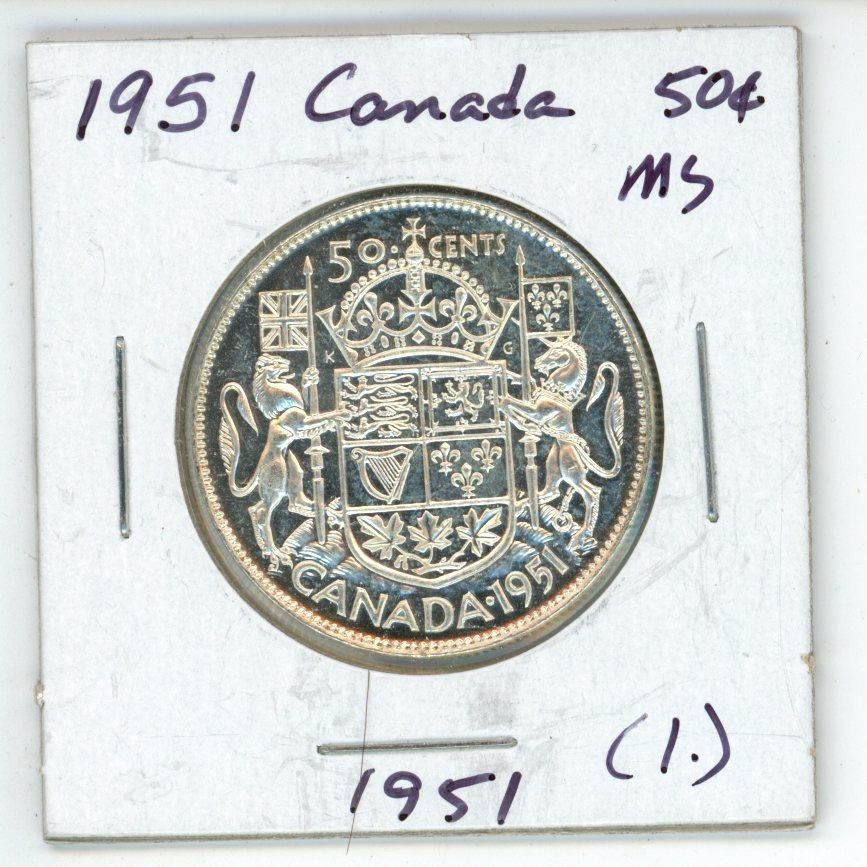 1951 Canada 50¢
MS
50 · CENTS
K G
CANADA · 1951
(1.)
1951